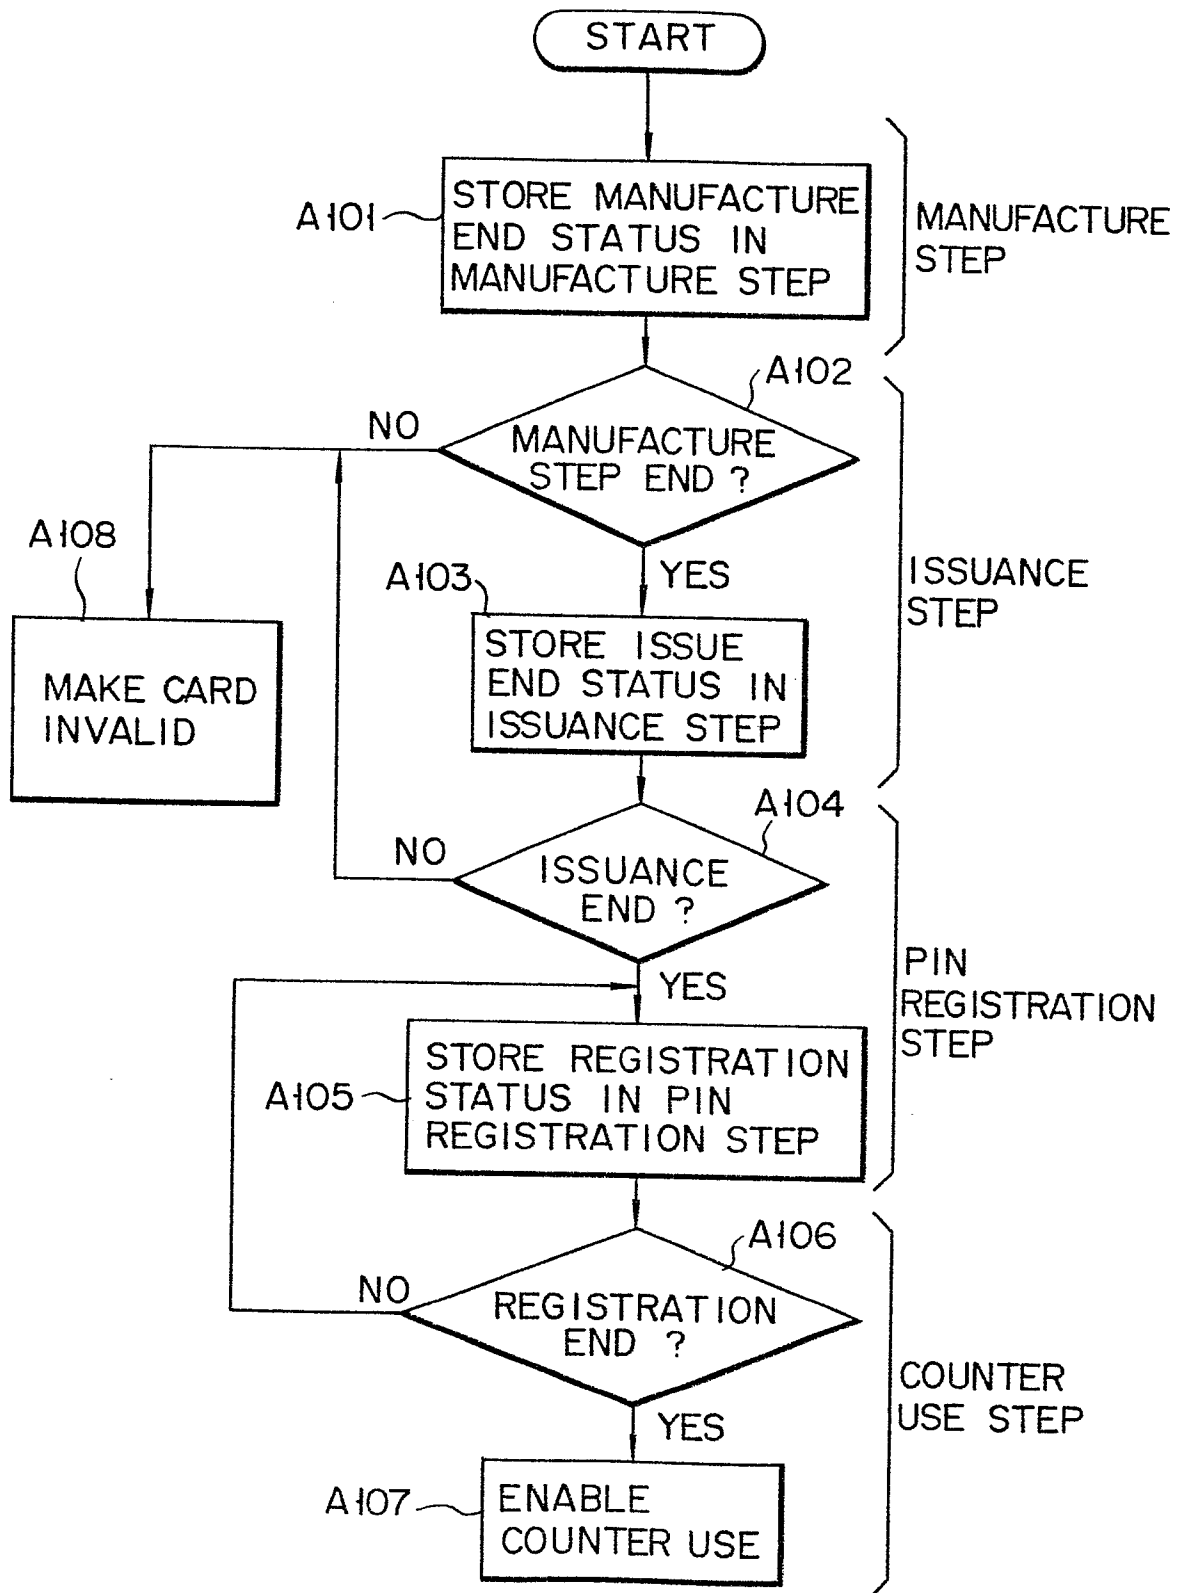 START
A101
STORE MANUFACTURE
END STATUS IN
MANUFACTURE STEP
MANUFACTURE
STEP
A102
NO
MANUFACTURE
STEP END ?
A108
MAKE CARD
INVALID
YES
A103
STORE ISSUE
END STATUS IN
ISSUANCE STEP
ISSUANCE
STEP
A104
NO
ISSUANCE
END ?
YES
PIN
REGISTRATION
STEP
A105
STORE REGISTRATION
STATUS IN PIN
REGISTRATION STEP
A106
NO
REGISTRATION
END ?
YES
COUNTER
USE STEP
A107
ENABLE
COUNTER USE